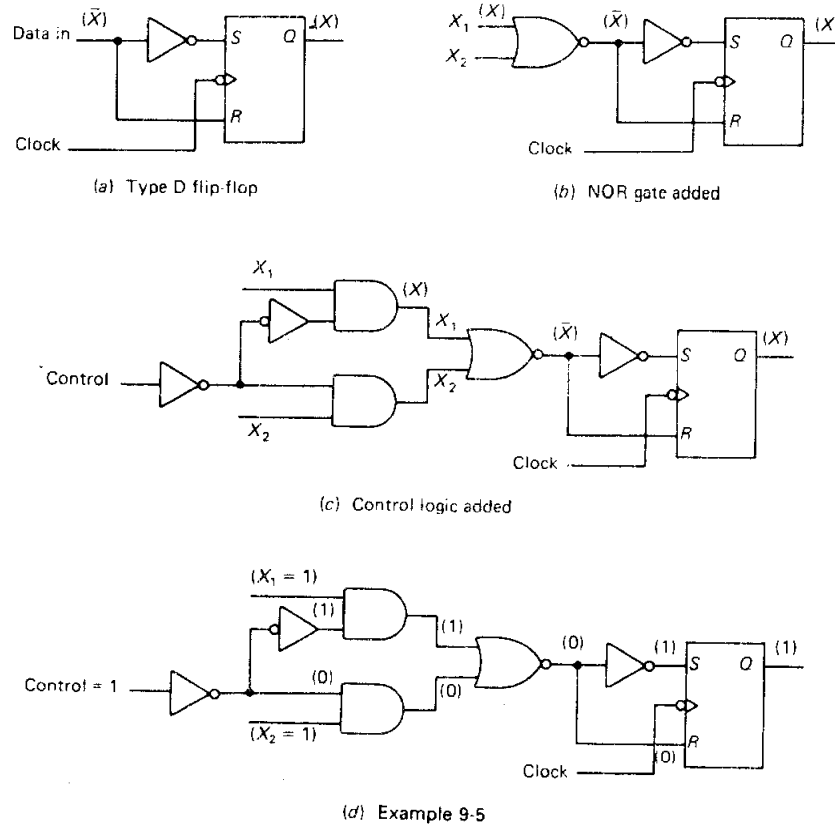 Data in
(X̄)
S
Q
(X)
R
Clock
(a) Type D flip-flop
X₁
(X)
X₂
(X̄)
S
Q
(X
R
Clock
(b) NOR gate added
X₁
(X)
X₁
(X̄)
S
Q
(X)
Control
X₂
X₂
R
Clock
(c) Control logic added
(X₁ = 1)
(1)
(1)
(0)
(1)
S
Q
(1)
Control = 1
(0)
(0)
(X₂ = 1)
R
(0)
Clock
(d) Example 9-5